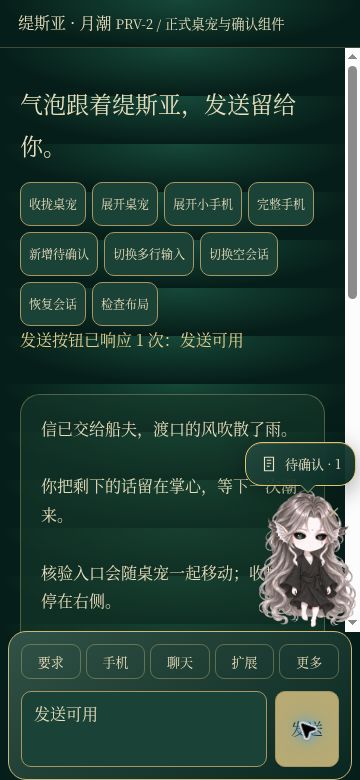 缇斯亚 · 月潮 PRV-2 / 正式桌宠与确认组件
气泡跟着缇斯亚，发送留给
你。
收拢桌宠 展开桌宠 展开小手机 完整手机
新增待确认 切换多行输入 切换空会话
恢复会话 检查布局
发送按钮已响应 1 次：发送可用
信已交给船夫，渡口的风吹散了雨。
待确认 · 1
你把剩下的话留在掌心，等下
来。
核验入口会随桌宠一起移动；收
停在右侧。
要求 手机 聊天 扩展 更多
发送可用
发送